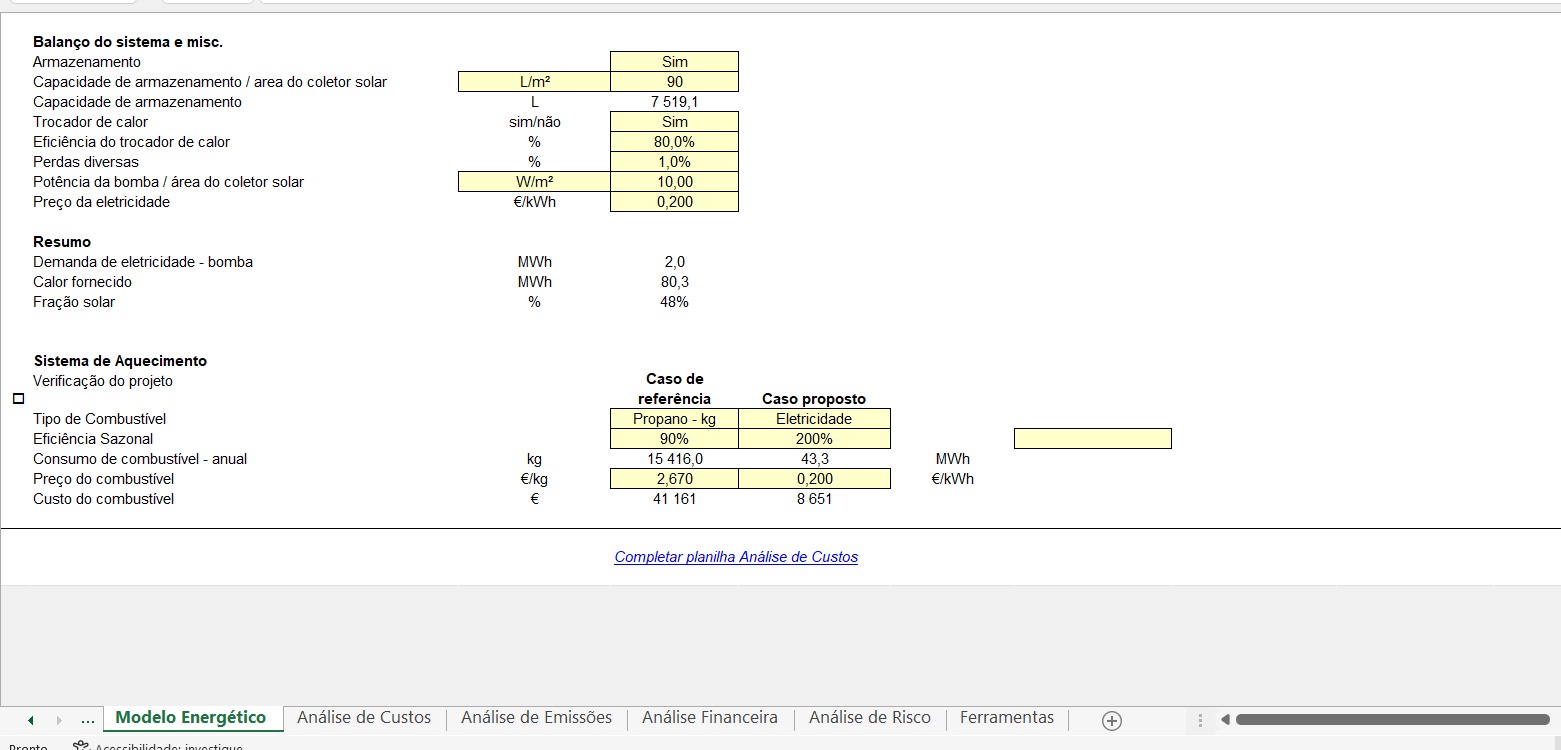 Balanço do sistema e misc.
Armazenamento Sim
Capacidade de armazenamento / area do coletor solar L/m² 90
Capacidade de armazenamento L 7 519,1
Trocador de calor sim/não Sim
Eficiência do trocador de calor % 80,0%
Perdas diversas % 1,0%
Potência da bomba / área do coletor solar W/m² 10,00
Preço da eletricidade €/kWh 0,200
Resumo
Demanda de eletricidade - bomba MWh 2,0
Calor fornecido MWh 80,3
Fração solar % 48%
Sistema de Aquecimento
Verificação do projeto
Caso de
referência Caso proposto
Tipo de Combustível Propano - kg Eletricidade
Eficiência Sazonal 90% 200%
Consumo de combustível - anual kg 15 416,0 43,3 MWh
Preço do combustível €/kg 2,670 0,200 €/kWh
Custo do combustível € 41 161 8 651
Completar planilha Análise de Custos
... Modelo Energético Análise de Custos Análise de Emissões Análise Financeira Análise de Risco Ferramentas
Pronto Acessibilidade: investigue